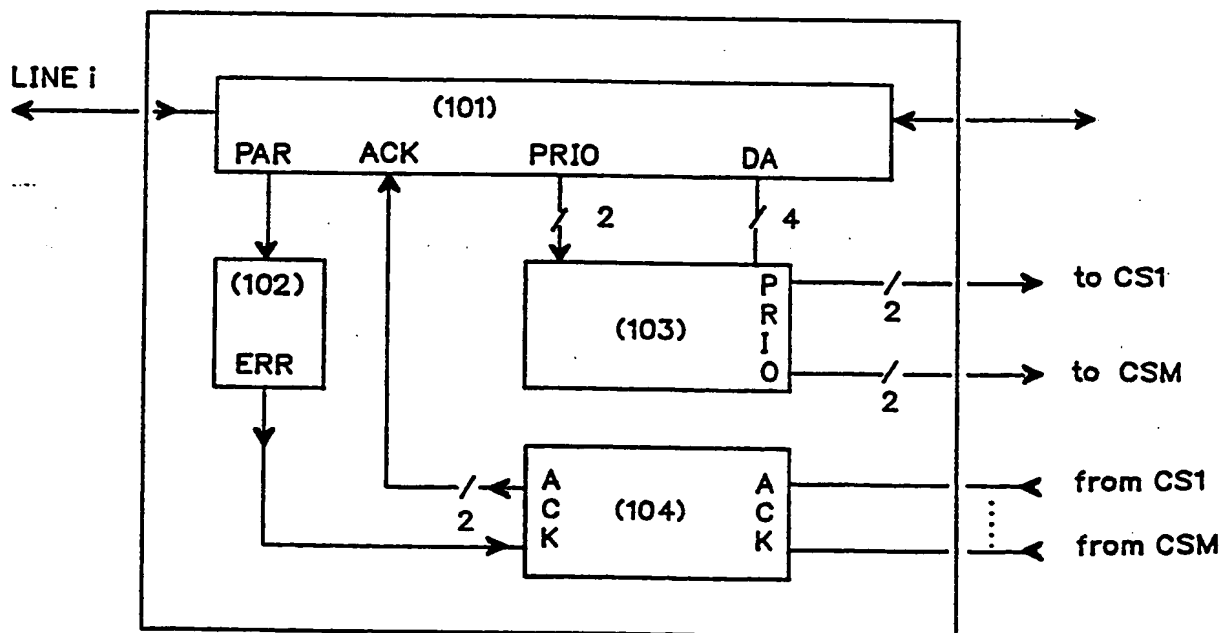 LINE i
(101)
PAR ACK PRIO DA
2
4
(102)
ERR
(103)
PRIO
2
to CS1
2
to CSM
ACK
2
(104)
ACK
from CS1
from CSM